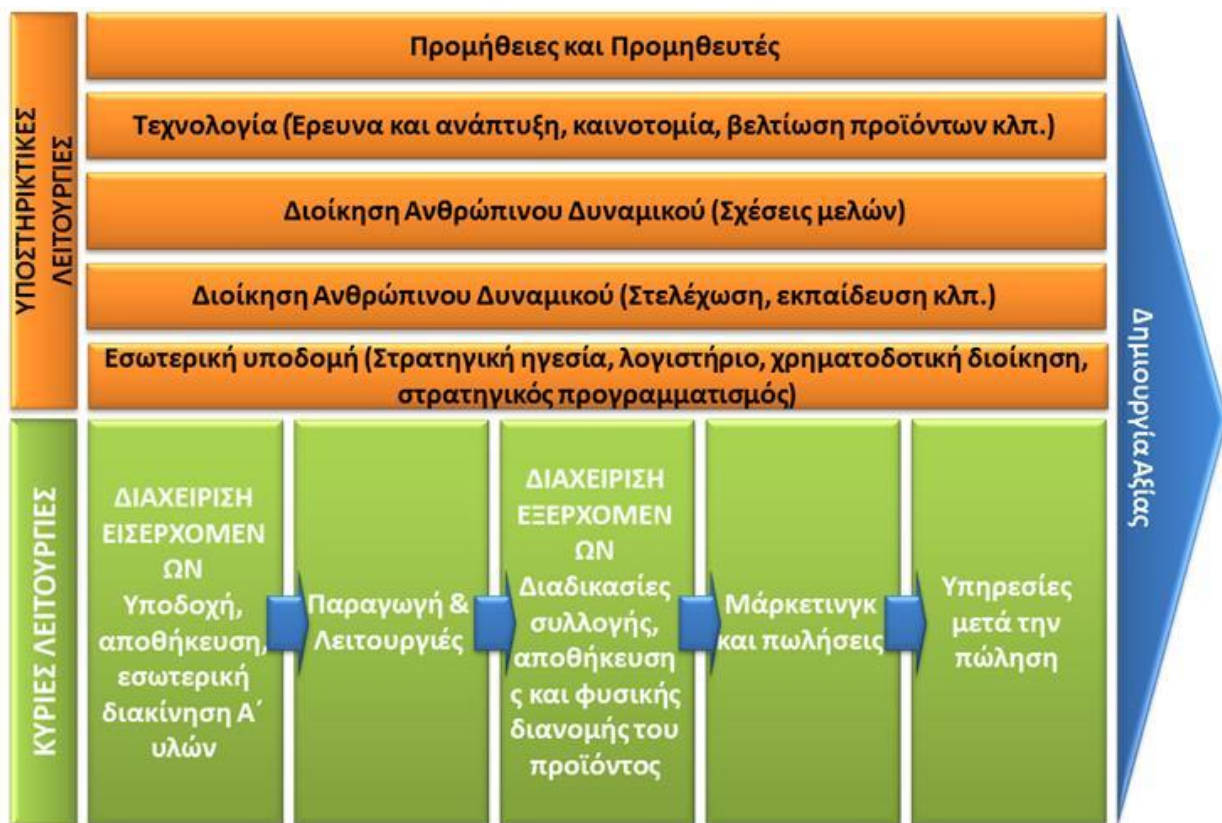 ΥΠΟΣΤΗΡΙΚΤΙΚΕΣ
ΛΕΙΤΟΥΡΓΙΕΣ
Προμήθειες και Προμηθευτές
Τεχνολογία (Έρευνα και ανάπτυξη, καινοτομία, βελτίωση προϊόντων κλπ.)
Διοίκηση Ανθρώπινου Δυναμικού (Σχέσεις μελών)
Διοίκηση Ανθρώπινου Δυναμικού (Στελέχωση, εκπαίδευση κλπ.)
Εσωτερική υποδομή (Στρατηγική ηγεσία, λογιστήριο, χρηματοδοτική διοίκηση,
στρατηγικός προγραμματισμός)
ΚΥΡΙΕΣ ΛΕΙΤΟΥΡΓΙΕΣ
ΔΙΑΧΕΙΡΙΣΗ
ΕΙΣΕΡΧΟΜΕΝ
ΩΝ
Υποδοχή,
αποθήκευση,
εσωτερική
διακίνηση Α΄
υλών
Παραγωγή &
Λειτουργιές
ΔΙΑΧΕΙΡΙΣΗ
ΕΞΕΡΧΟΜΕΝ
ΩΝ
Διαδικασίες
συλλογής,
αποθήκευση
ς και φυσικής
διανομής του
προϊόντος
Μάρκετινγκ
και πωλήσεις
Υπηρεσίες
μετά την
πώληση
Δημιουργία Αξίας